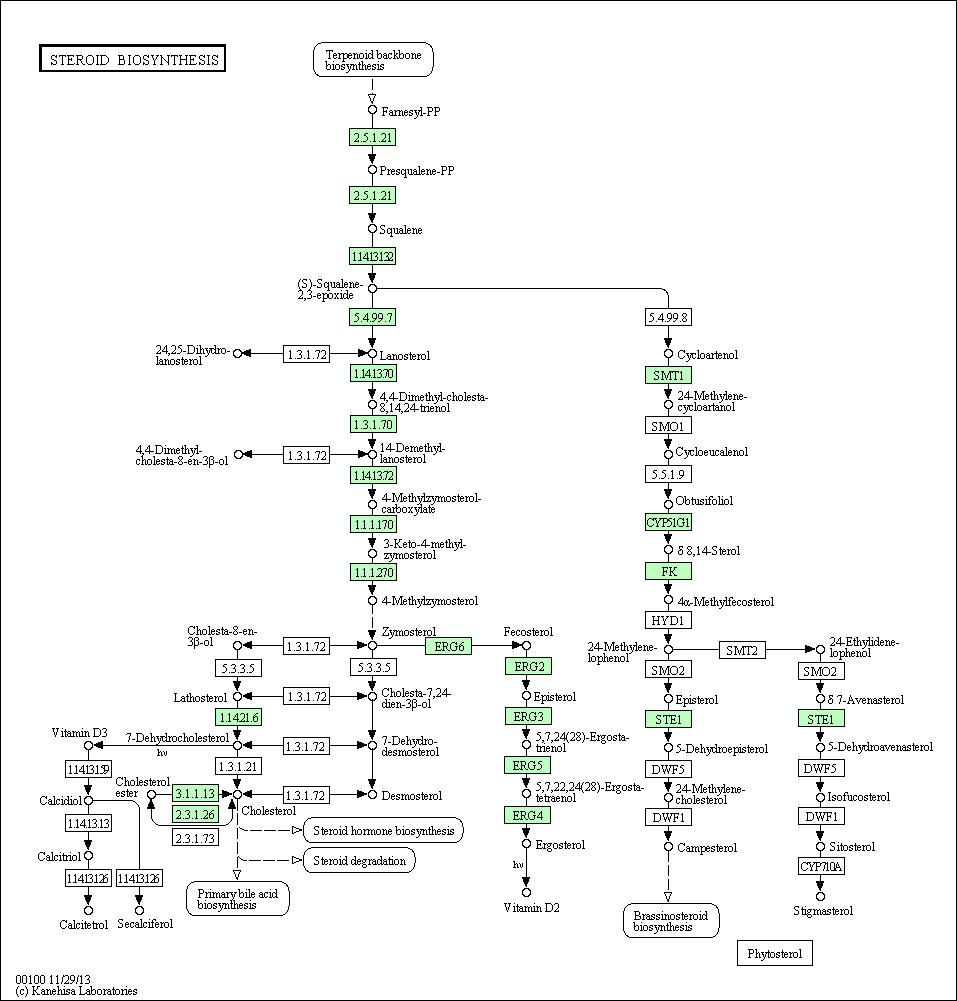 STEROID BIOSYNTHESIS
Terpenoid backbone
biosynthesis
Farnesyl-PP
2.5.1.21
Presqualene-PP
2.5.1.21
Squalene
1.14.13.132
(S)-Squalene-
2,3-epoxide
5.4.99.7
5.4.99.8
24,25-Dihydro-
lanosterol
1.3.1.72
Lanosterol
Cycloartenol
1.14.13.70
SMT1
4,4-Dimethyl-cholesta-
8,14,24-trienol
24-Methylene-
cycloartanol
1.3.1.70
SMO1
4,4-Dimethyl-
cholesta-8-en-3β-ol
1.3.1.72
14-Demethyl-
lanosterol
Cycloeucalenol
1.14.13.72
5.5.1.9
4-Methylzymosterol-
carboxylate
Obtusifoliol
1.1.1.170
CYP51G1
3-Keto-4-methyl-
zymosterol
δ 8,14-Sterol
1.1.1.270
FK
4-Methylzymosterol
4α-Methylfecosterol
HYD1
Cholesta-8-en-
3β-ol
1.3.1.72
Zymosterol
ERG6
Fecosterol
24-Methylene-
lophenol
SMT2
24-Ethylidene-
lophenol
5.3.3.5
5.3.3.5
ERG2
SMO2
SMO2
Lathosterol
1.3.1.72
Cholesta-7,24-
dien-3β-ol
Episterol
Episterol
δ 7-Avenasterol
1.14.21.6
ERG3
STE1
STE1
Vitamin D3
7-Dehydrocholesterol
hν
1.3.1.72
7-Dehydro-
desmosterol
5,7,24(28)-Ergosta-
trienol
5-Dehydroepisterol
5-Dehydroavenasterol
1.14.13.159
1.3.1.21
ERG5
DWF5
DWF5
Calcidiol
Cholesterol
ester
3.1.1.13
2.3.1.26
2.3.1.73
Cholesterol
1.3.1.72
Desmosterol
5,7,22,24(28)-Ergosta-
tetraenol
24-Methylene-
cholesterol
Isofucosterol
1.14.13.13
ERG4
DWF1
DWF1
Steroid hormone biosynthesis
Calcitriol
Steroid degradation
Ergosterol
Campesterol
Sitosterol
1.14.13.126
1.14.13.126
hν
CYP710A
Primary bile acid
biosynthesis
Vitamin D2
Brassinosteroid
biosynthesis
Stigmasterol
Calcitetrol
Secalciferol
Phytosterol
00100 11/29/13
(c) Kanehisa Laboratories